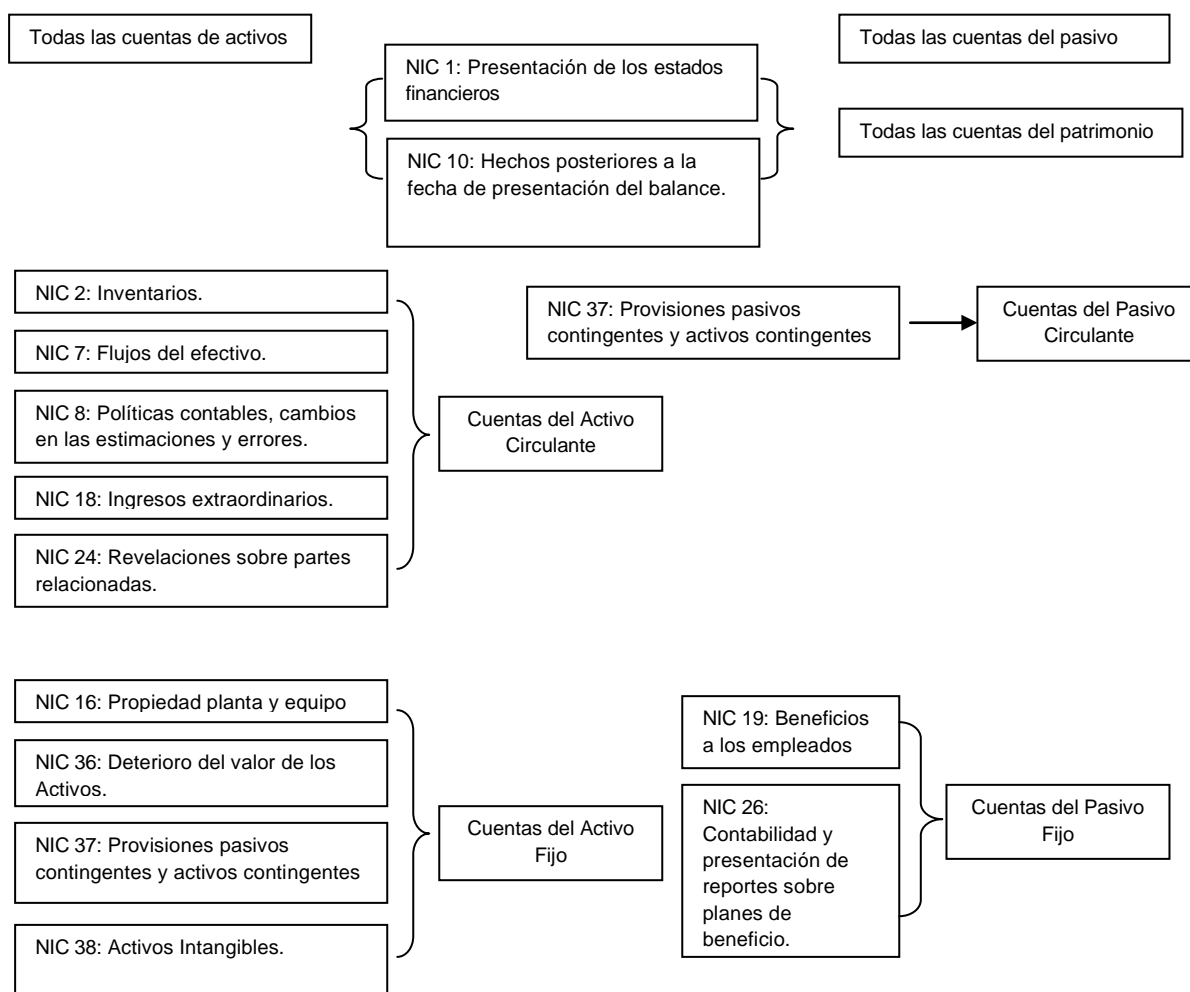 Todas las cuentas de activos
NIC 1: Presentación de los estados
financieros
NIC 10: Hechos posteriores a la
fecha de presentación del balance.
Todas las cuentas del pasivo
Todas las cuentas del patrimonio
NIC 2: Inventarios.
NIC 7: Flujos del efectivo.
NIC 8: Políticas contables, cambios
en las estimaciones y errores.
NIC 18: Ingresos extraordinarios.
NIC 24: Revelaciones sobre partes
relacionadas.
Cuentas del Activo
Circulante
NIC 37: Provisiones pasivos
contingentes y activos contingentes
Cuentas del Pasivo
Circulante
NIC 16: Propiedad planta y equipo
NIC 36: Deterioro del valor de los
Activos.
NIC 37: Provisiones pasivos
contingentes y activos contingentes
NIC 38: Activos Intangibles.
Cuentas del Activo
Fijo
NIC 19: Beneficios
a los empleados
NIC 26:
Contabilidad y
presentación de
reportes sobre
planes de
beneficio.
Cuentas del Pasivo
Fijo